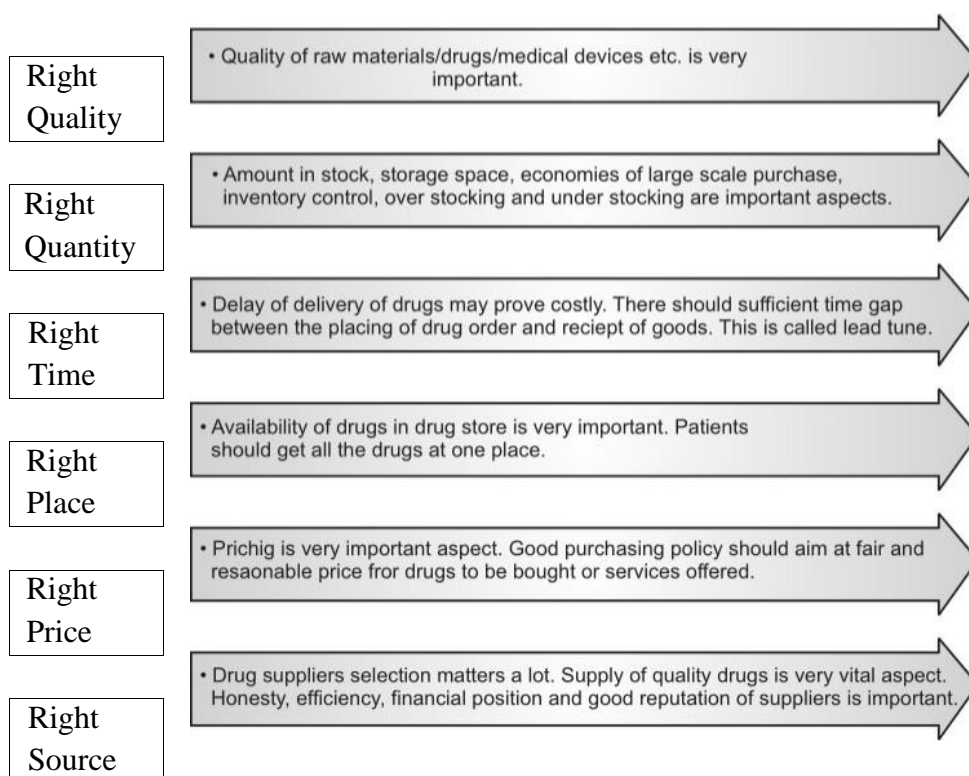 Right
Quality
• Quality of raw materials/drugs/medical devices etc. is very
important.
Right
Quantity
• Amount in stock, storage space, economies of large scale purchase,
inventory control, over stocking and under stocking are important aspects.
Right
Time
• Delay of delivery of drugs may prove costly. There should sufficient time gap
between the placing of drug order and reciept of goods. This is called lead tune.
Right
Place
• Availability of drugs in drug store is very important. Patients
should get all the drugs at one place.
Right
Price
• Prichig is very important aspect. Good purchasing policy should aim at fair and
resaonable price fror drugs to be bought or services offered.
Right
Source
• Drug suppliers selection matters a lot. Supply of quality drugs is very vital aspect.
Honesty, efficiency, financial position and good reputation of suppliers is important.